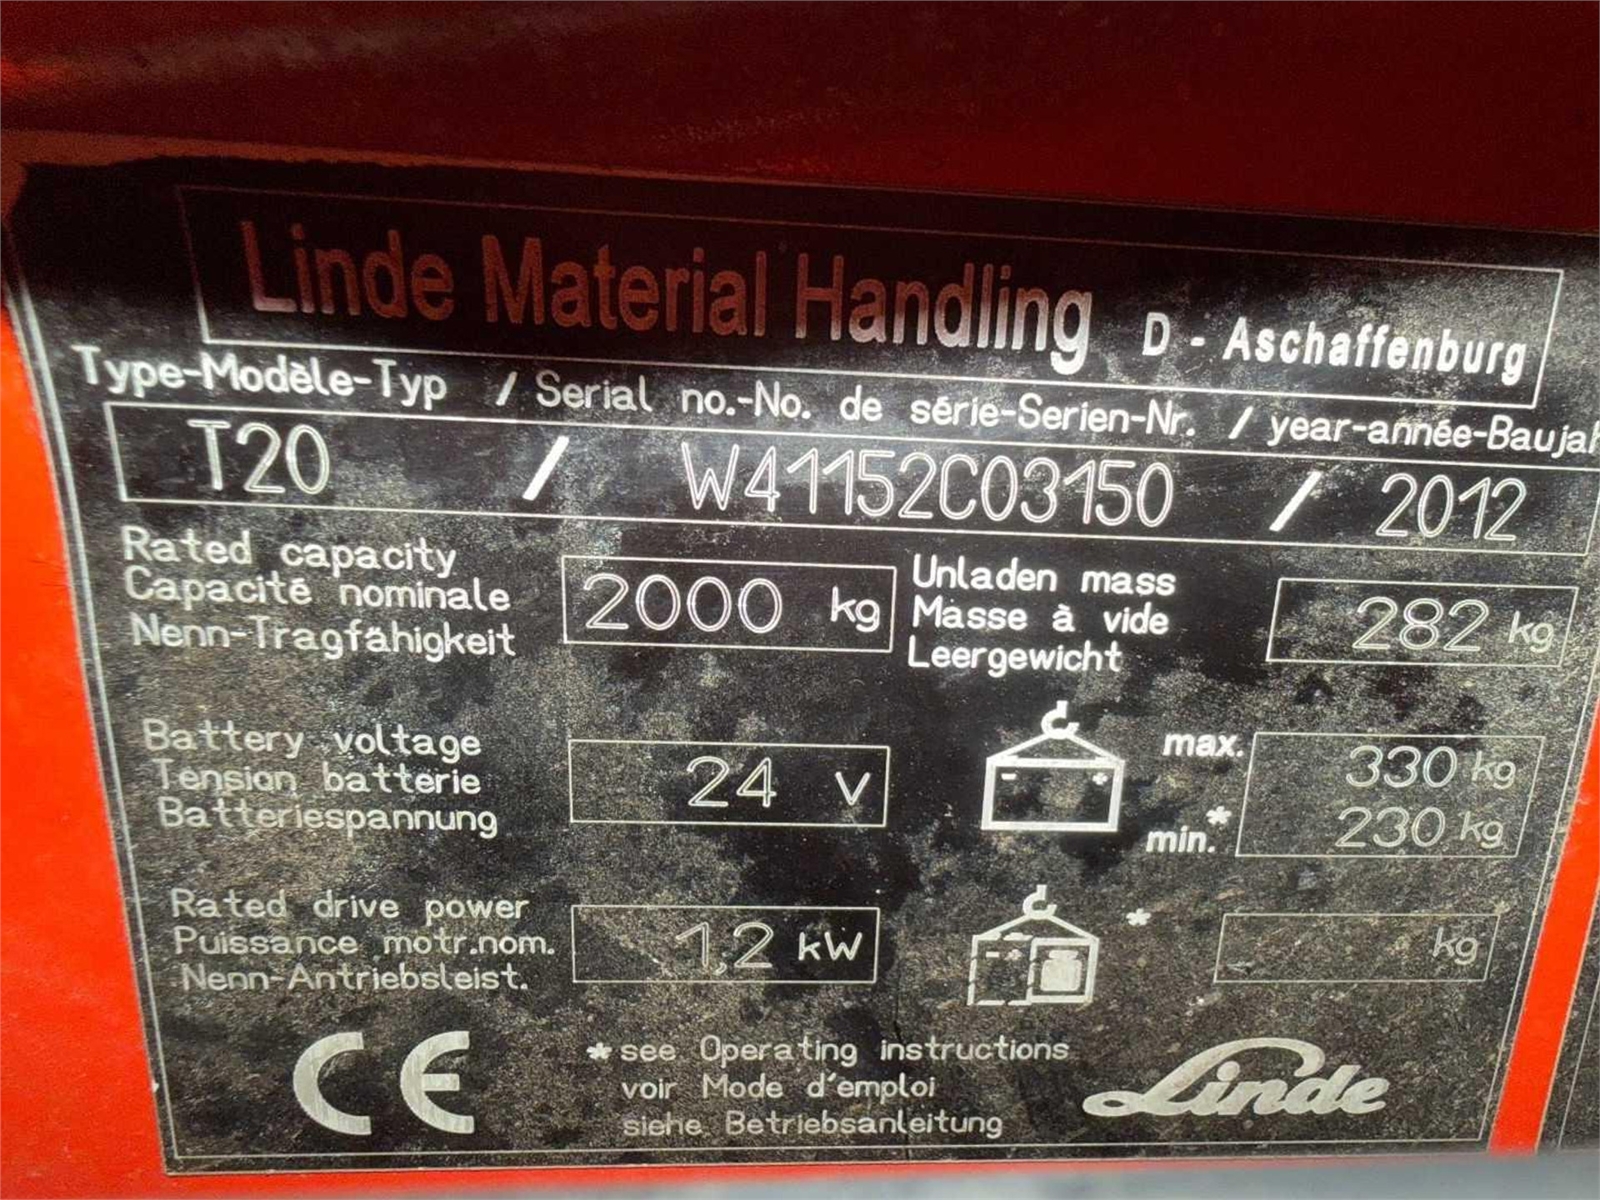 Linde Material Handling D - Aschaffenburg
Type-Modèle-Typ / Serial no.-No. de série-Serien-Nr. / year-année-Baujah
T20 / W41152C03150 / 2012
Rated capacity
Capacité nominale
Nenn-Tragfähigkeit
2000 kg
Unladen mass
Masse à vide
Leergewicht
282 kg
Battery voltage
Tension batterie
Batteriespannung
24 V
- +
max. 330 kg
min.* 230 kg
Rated drive power
Puissance motr.nom.
Nenn-Antriebsleist.
1,2 kW
- +
* kg
CE
* see Operating instructions
voir Mode d'emploi
siehe Betriebsanleitung
Linde